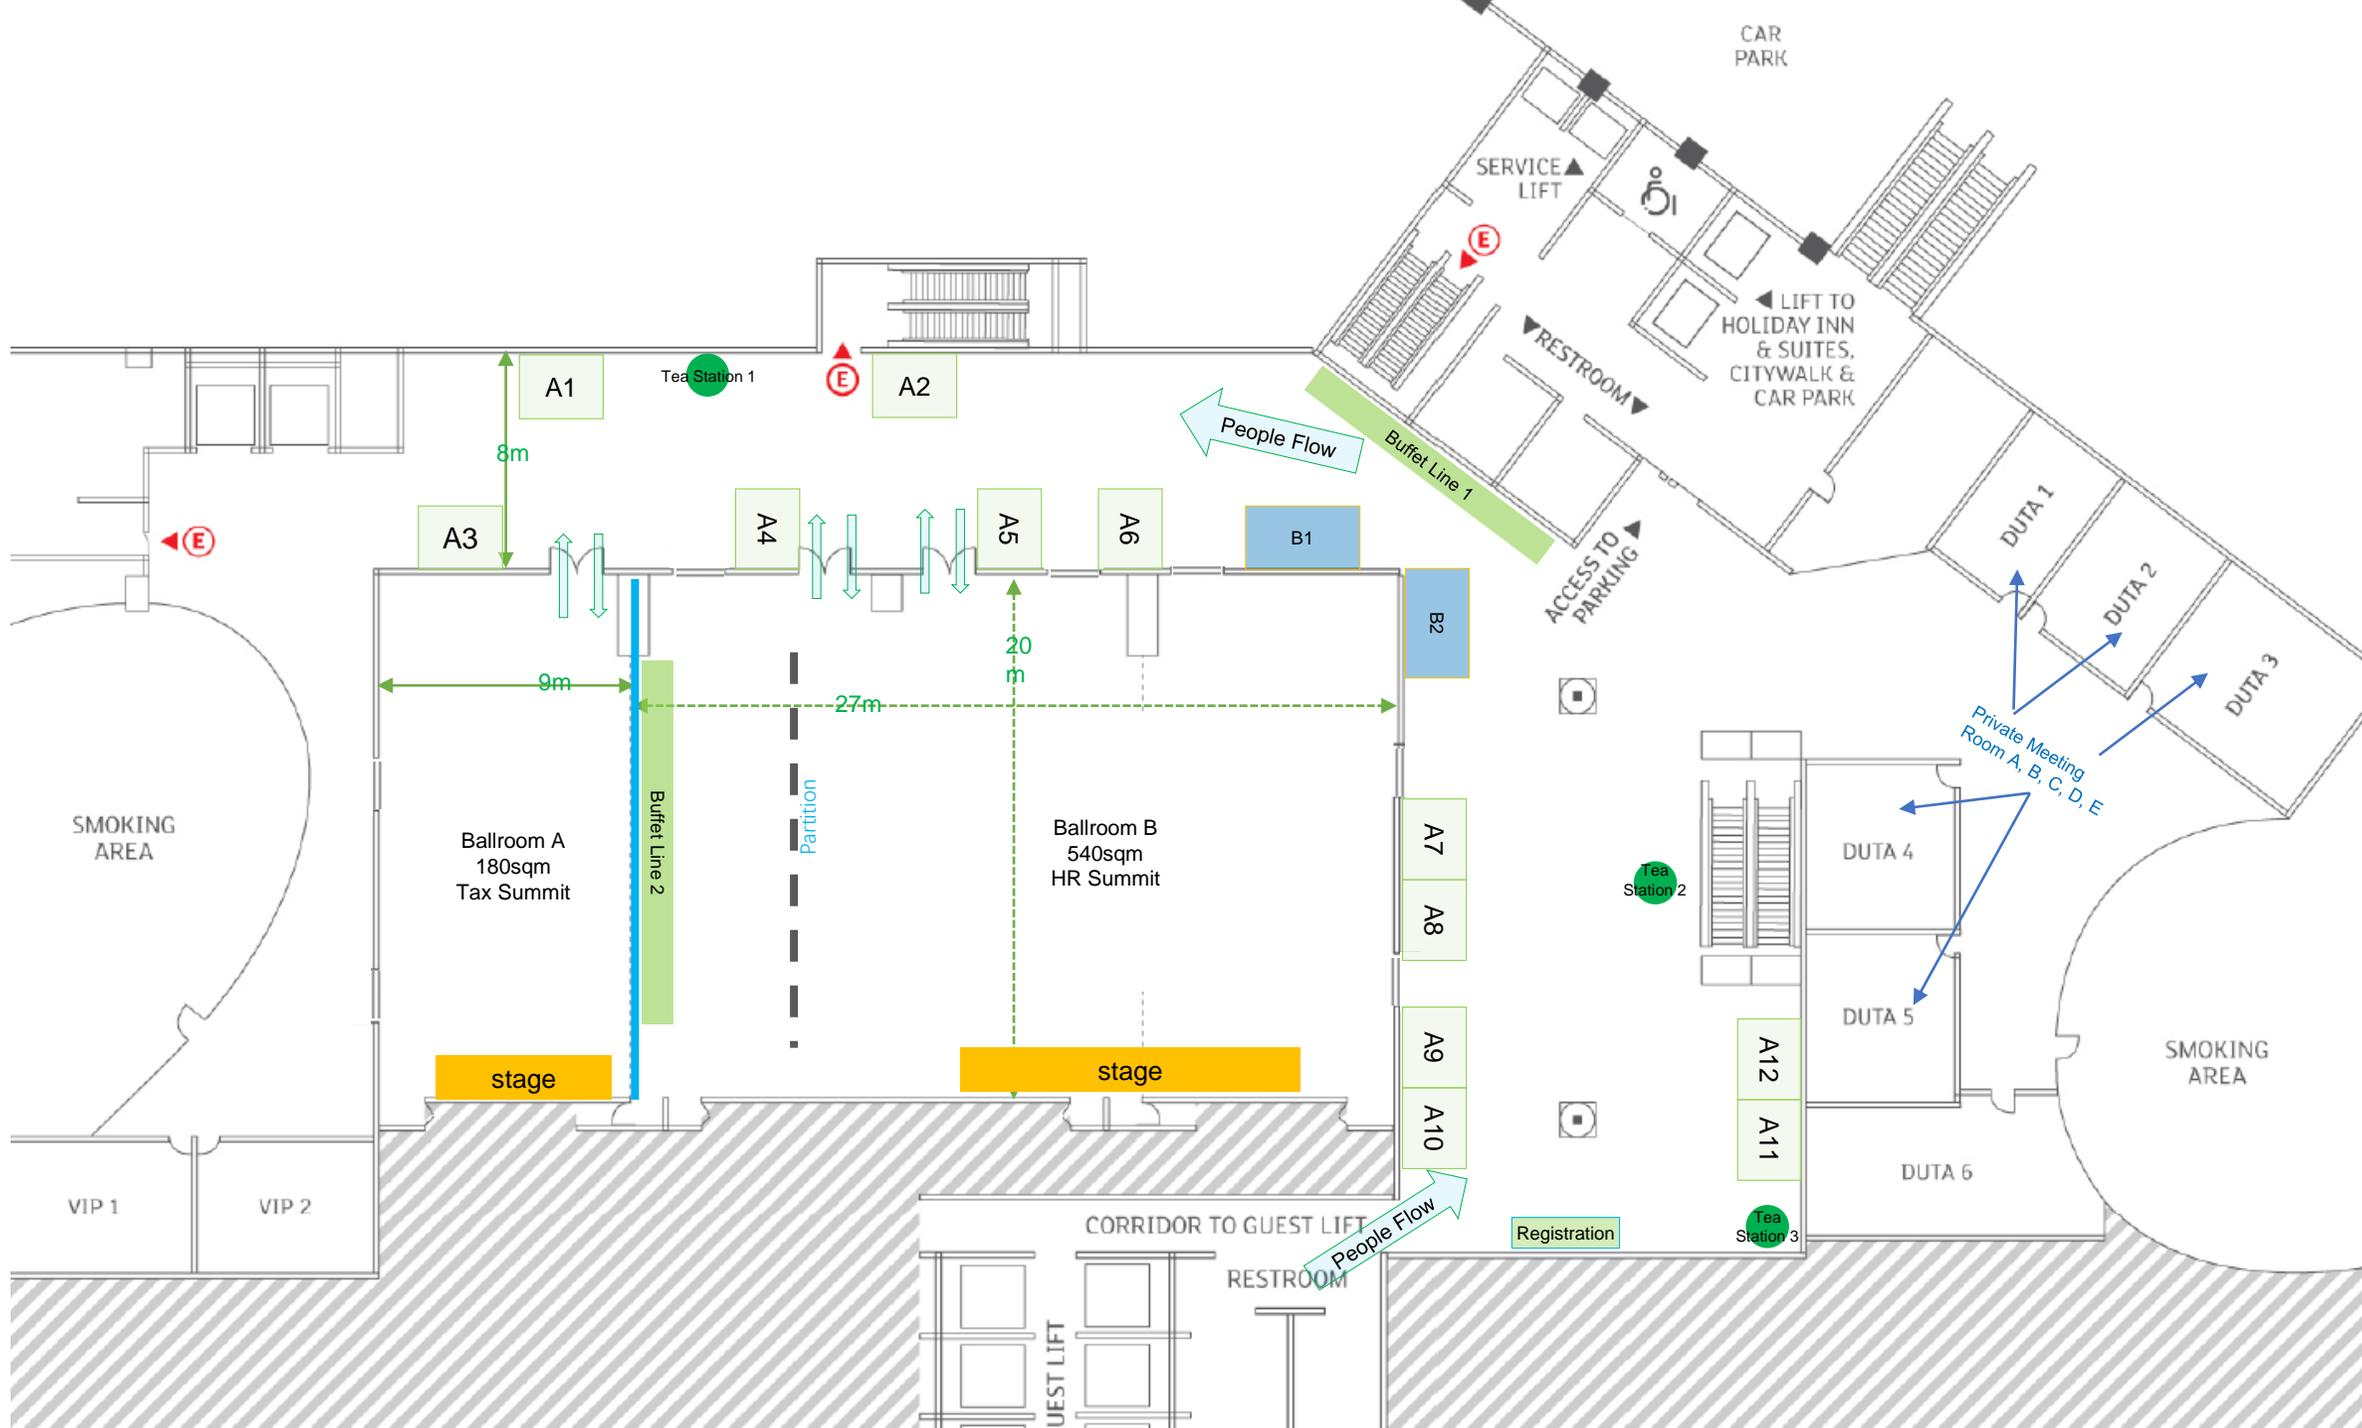 CAR
PARK
SERVICE
LIFT
E
LIFT TO
HOLIDAY INN
& SUITES,
CITYWALK &
CAR PARK
RESTROOM
A1
Tea Station 1
E
A2
People Flow
Buffet Line 1
8m
A3
A4
A5
A6
B1
E
ACCESS TO
PARKING
DUTA 1
DUTA 2
DUTA 3
B2
20
m
9m
27m
Private Meeting
Room A, B, C, D, E
Partition
Buffet Line 2
SMOKING
AREA
Ballroom A
180sqm
Tax Summit
Ballroom B
540sqm
HR Summit
A7
A8
Tea
Station 2
DUTA 4
DUTA 5
A9
A10
A12
A11
SMOKING
AREA
stage
stage
VIP 1
VIP 2
DUTA 6
CORRIDOR TO GUEST LIFT
People Flow
Registration
Tea
Station 3
RESTROOM
UEST LIFT